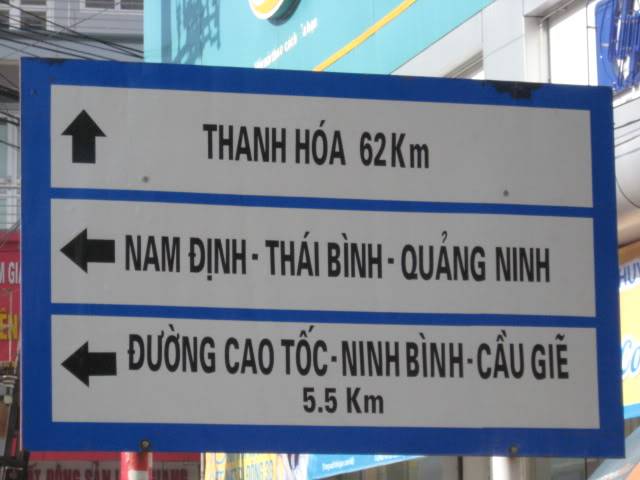 THANH HÓA 62Km
NAM ĐỊNH - THÁI BÌNH - QUẢNG NINH
ĐƯỜNG CAO TỐC - NINH BÌNH - CẦU GIẼ
5.5 Km